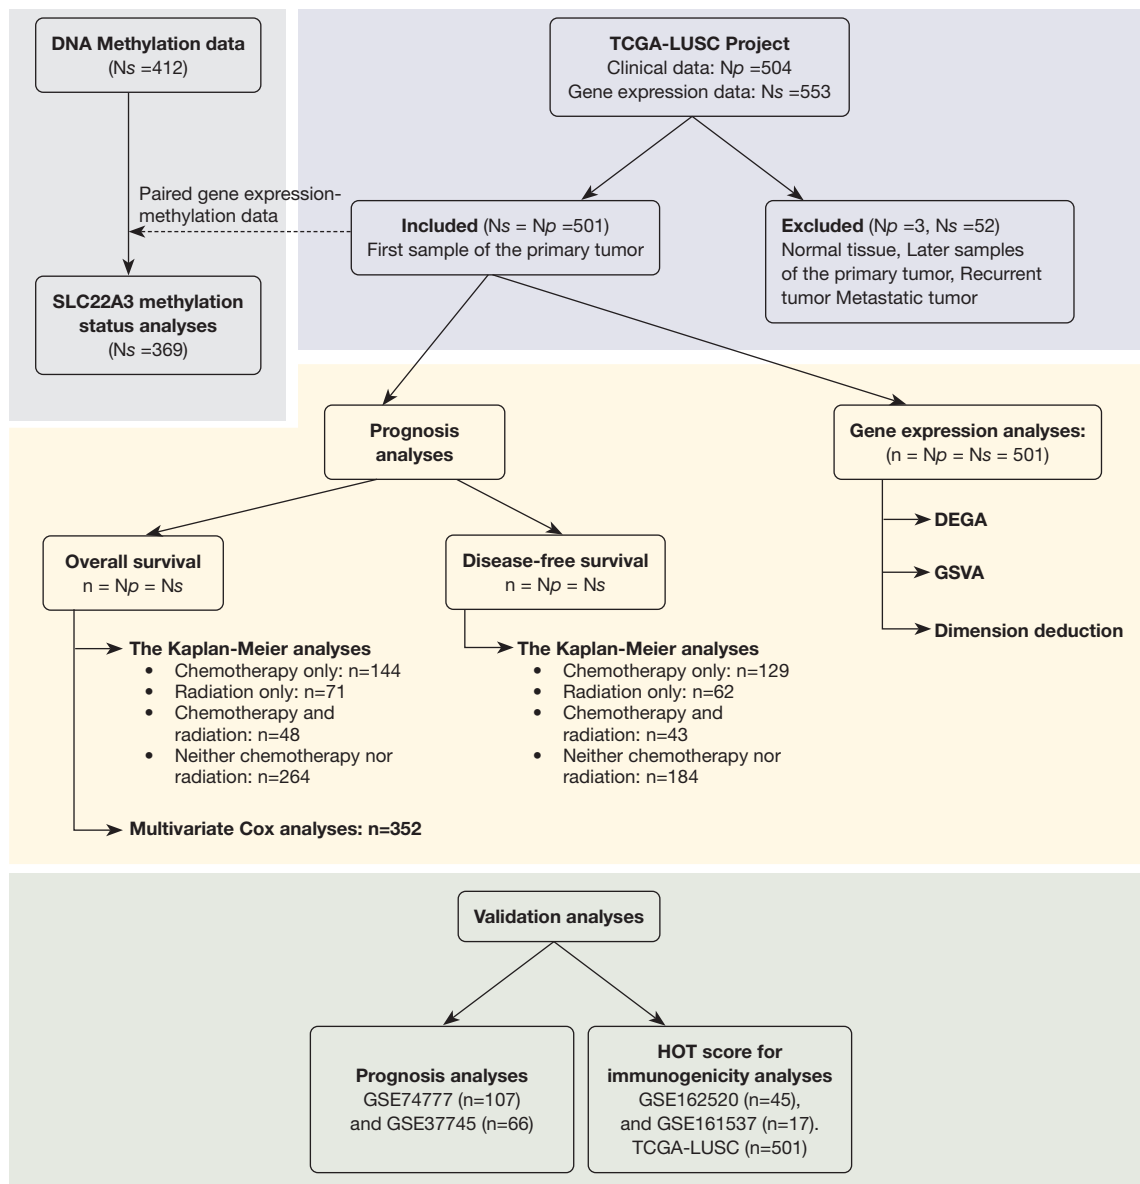 DNA Methylation data
(Ns =412)
TCGA-LUSC Project
Clinical data: Np =504
Gene expression data: Ns =553
Paired gene expression-
methylation data
Included (Ns = Np =501)
First sample of the primary tumor
Excluded (Np =3, Ns =52)
Normal tissue, Later samples
of the primary tumor, Recurrent
tumor Metastatic tumor
SLC22A3 methylation
status analyses
(Ns =369)
Prognosis
analyses
Gene expression analyses:
(n = Np = Ns = 501)
DEGA
GSVA
Dimension deduction
Overall survival
n = Np = Ns
The Kaplan-Meier analyses
• Chemotherapy only: n=144
• Radiation only: n=71
• Chemotherapy and
radiation: n=48
• Neither chemotherapy nor
radiation: n=264
Multivariate Cox analyses: n=352
Disease-free survival
n = Np = Ns
The Kaplan-Meier analyses
• Chemotherapy only: n=129
• Radiation only: n=62
• Chemotherapy and
radiation: n=43
• Neither chemotherapy nor
radiation: n=184
Validation analyses
Prognosis analyses
GSE74777 (n=107)
and GSE37745 (n=66)
HOT score for
immunogenicity analyses
GSE162520 (n=45),
and GSE161537 (n=17).
TCGA-LUSC (n=501)